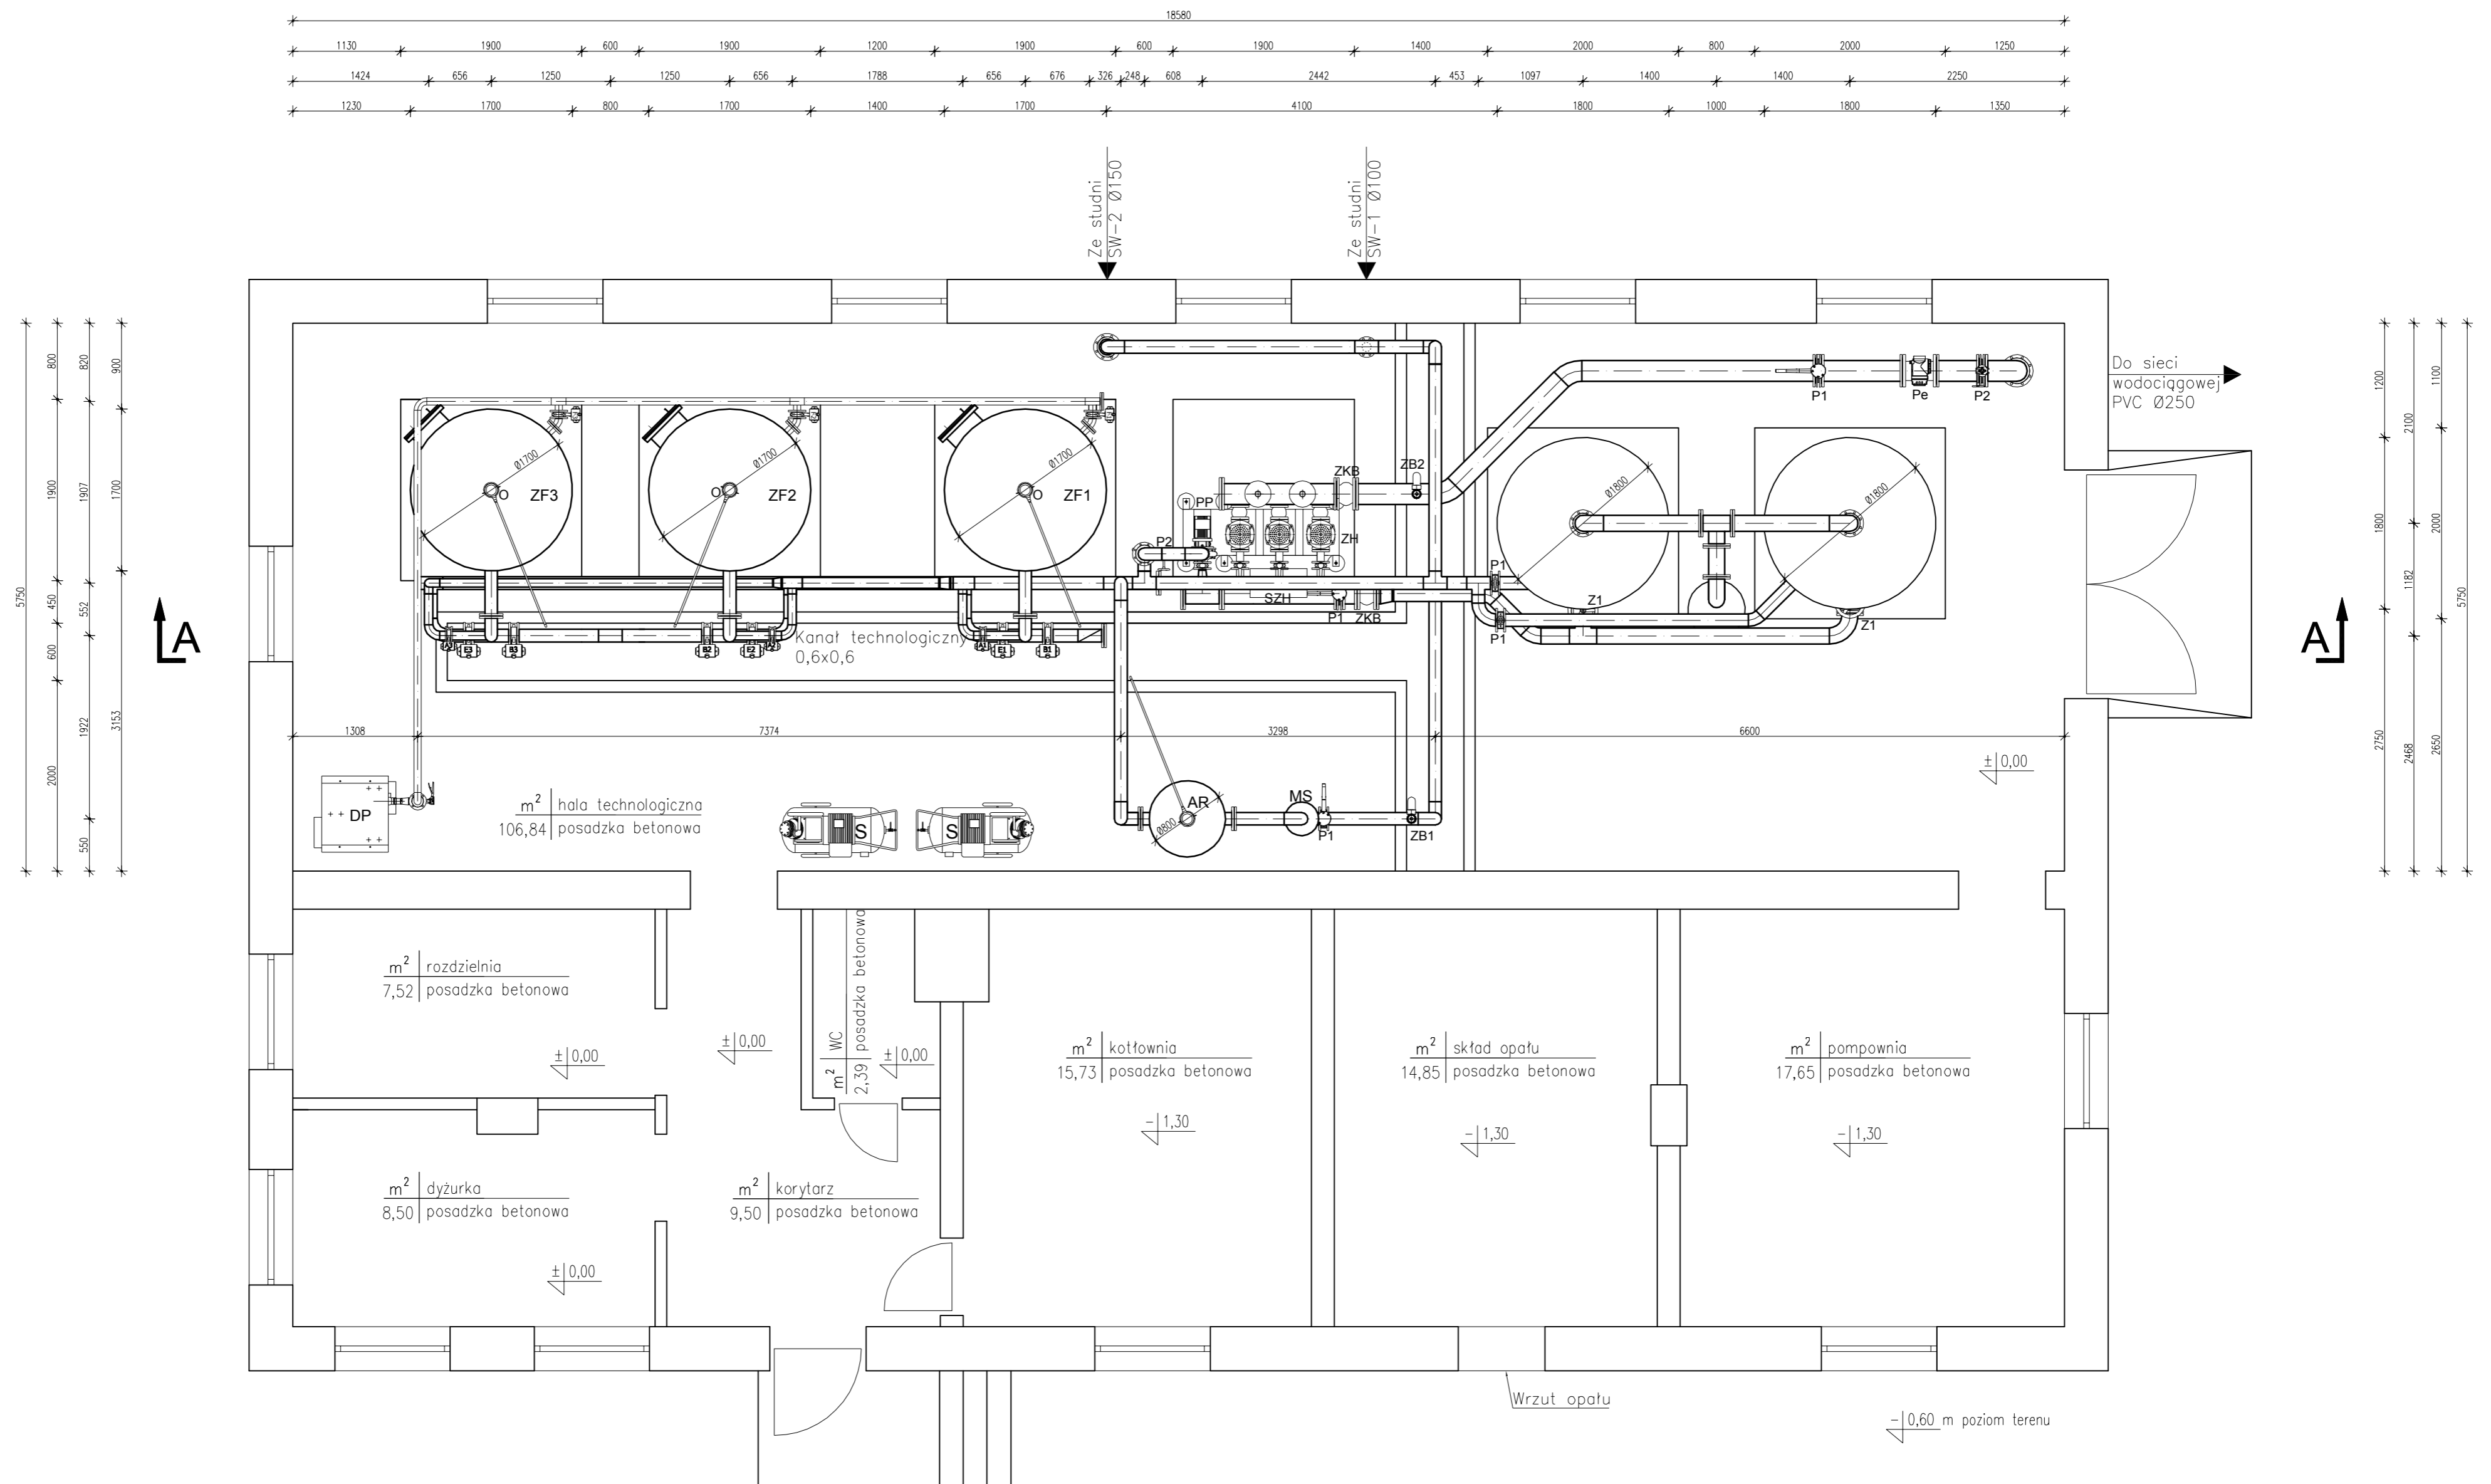 18580
1130 1900 600 1900 1200 1900 600 1900 1400 2000 800 2000 1250
1424 656 1250 1250 656 1788 656 676 326 248 608 2442 453 1097 1400 1400 2250
1230 1700 800 1700 1400 1700 4100 1800 1000 1800 1350
Ze studni
SW-2 Ø150
Ze studni
SW-1 Ø100
5750
800 1900 450 600 2000
820 1907 552 1922 550
900 1700 3153
1200 1800 2750
2100 1182 2468
1100 2000 2650
5750
Do sieci
wodociągowej
PVC Ø250
P1 Pe P2
Ø1700 Ø1700 Ø1700
O ZF3 O ZF2 O ZF1
PP ZKB ZB2
P2 ZH
Ø1800 Ø1800
SZH P1 ZKB
P1 Z1 P1 Z1
A A
A3 E3 B3 B2 E2 A2 A1 E1 B1
Kanał technologiczny
0,6x0,6
1308 7374 3298 6600
± 0,00
DP
m² hala technologiczna
106,84 posadzka betonowa
S S
AR Ø800 MS P1 ZB1
m² rozdzielnia
7,52 posadzka betonowa
± 0,00
± 0,00
m² WC
2,39 posadzka betonowa
± 0,00
m² kotłownia
15,73 posadzka betonowa
- 1,30
m² skład opału
14,85 posadzka betonowa
- 1,30
m² pompownia
17,65 posadzka betonowa
- 1,30
m² dyżurka
8,50 posadzka betonowa
± 0,00
m² korytarz
9,50 posadzka betonowa
Wrzut opału
- 0,60 m poziom terenu